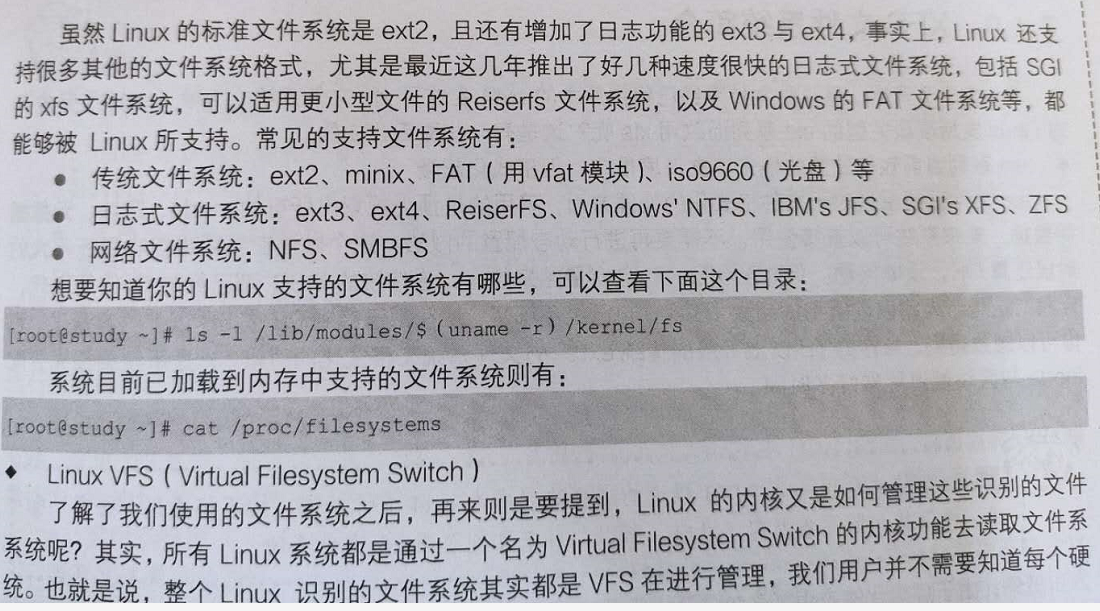 虽然 Linux 的标准文件系统是 ext2，且还有增加了日志功能的 ext3 与 ext4，事实上，Linux 还支
持很多其他的文件系统格式，尤其是最近这几年推出了好几种速度很快的日志式文件系统，包括 SGI
的 xfs 文件系统，可以适用更小型文件的 Reiserfs 文件系统，以及 Windows 的 FAT 文件系统等，都
能够被 Linux 所支持。常见的支持文件系统有：
● 传统文件系统：ext2、minix、FAT（用 vfat 模块）、iso9660（光盘）等
● 日志式文件系统：ext3、ext4、ReiserFS、Windows' NTFS、IBM's JFS、SGI's XFS、ZFS
● 网络文件系统：NFS、SMBFS
想要知道你的 Linux 支持的文件系统有哪些，可以查看下面这个目录：
[root@study ~]# ls -l /lib/modules/$（uname -r）/kernel/fs
系统目前已加载到内存中支持的文件系统则有：
[root@study ~]# cat /proc/filesystems
◆ Linux VFS（Virtual Filesystem Switch）
了解了我们使用的文件系统之后，再来则是要提到，Linux 的内核又是如何管理这些识别的文件
系统呢？其实，所有 Linux 系统都是通过一个名为 Virtual Filesystem Switch 的内核功能去读取文件系
统。也就是说，整个 Linux 识别的文件系统其实都是 VFS 在进行管理，我们用户并不需要知道每个硬